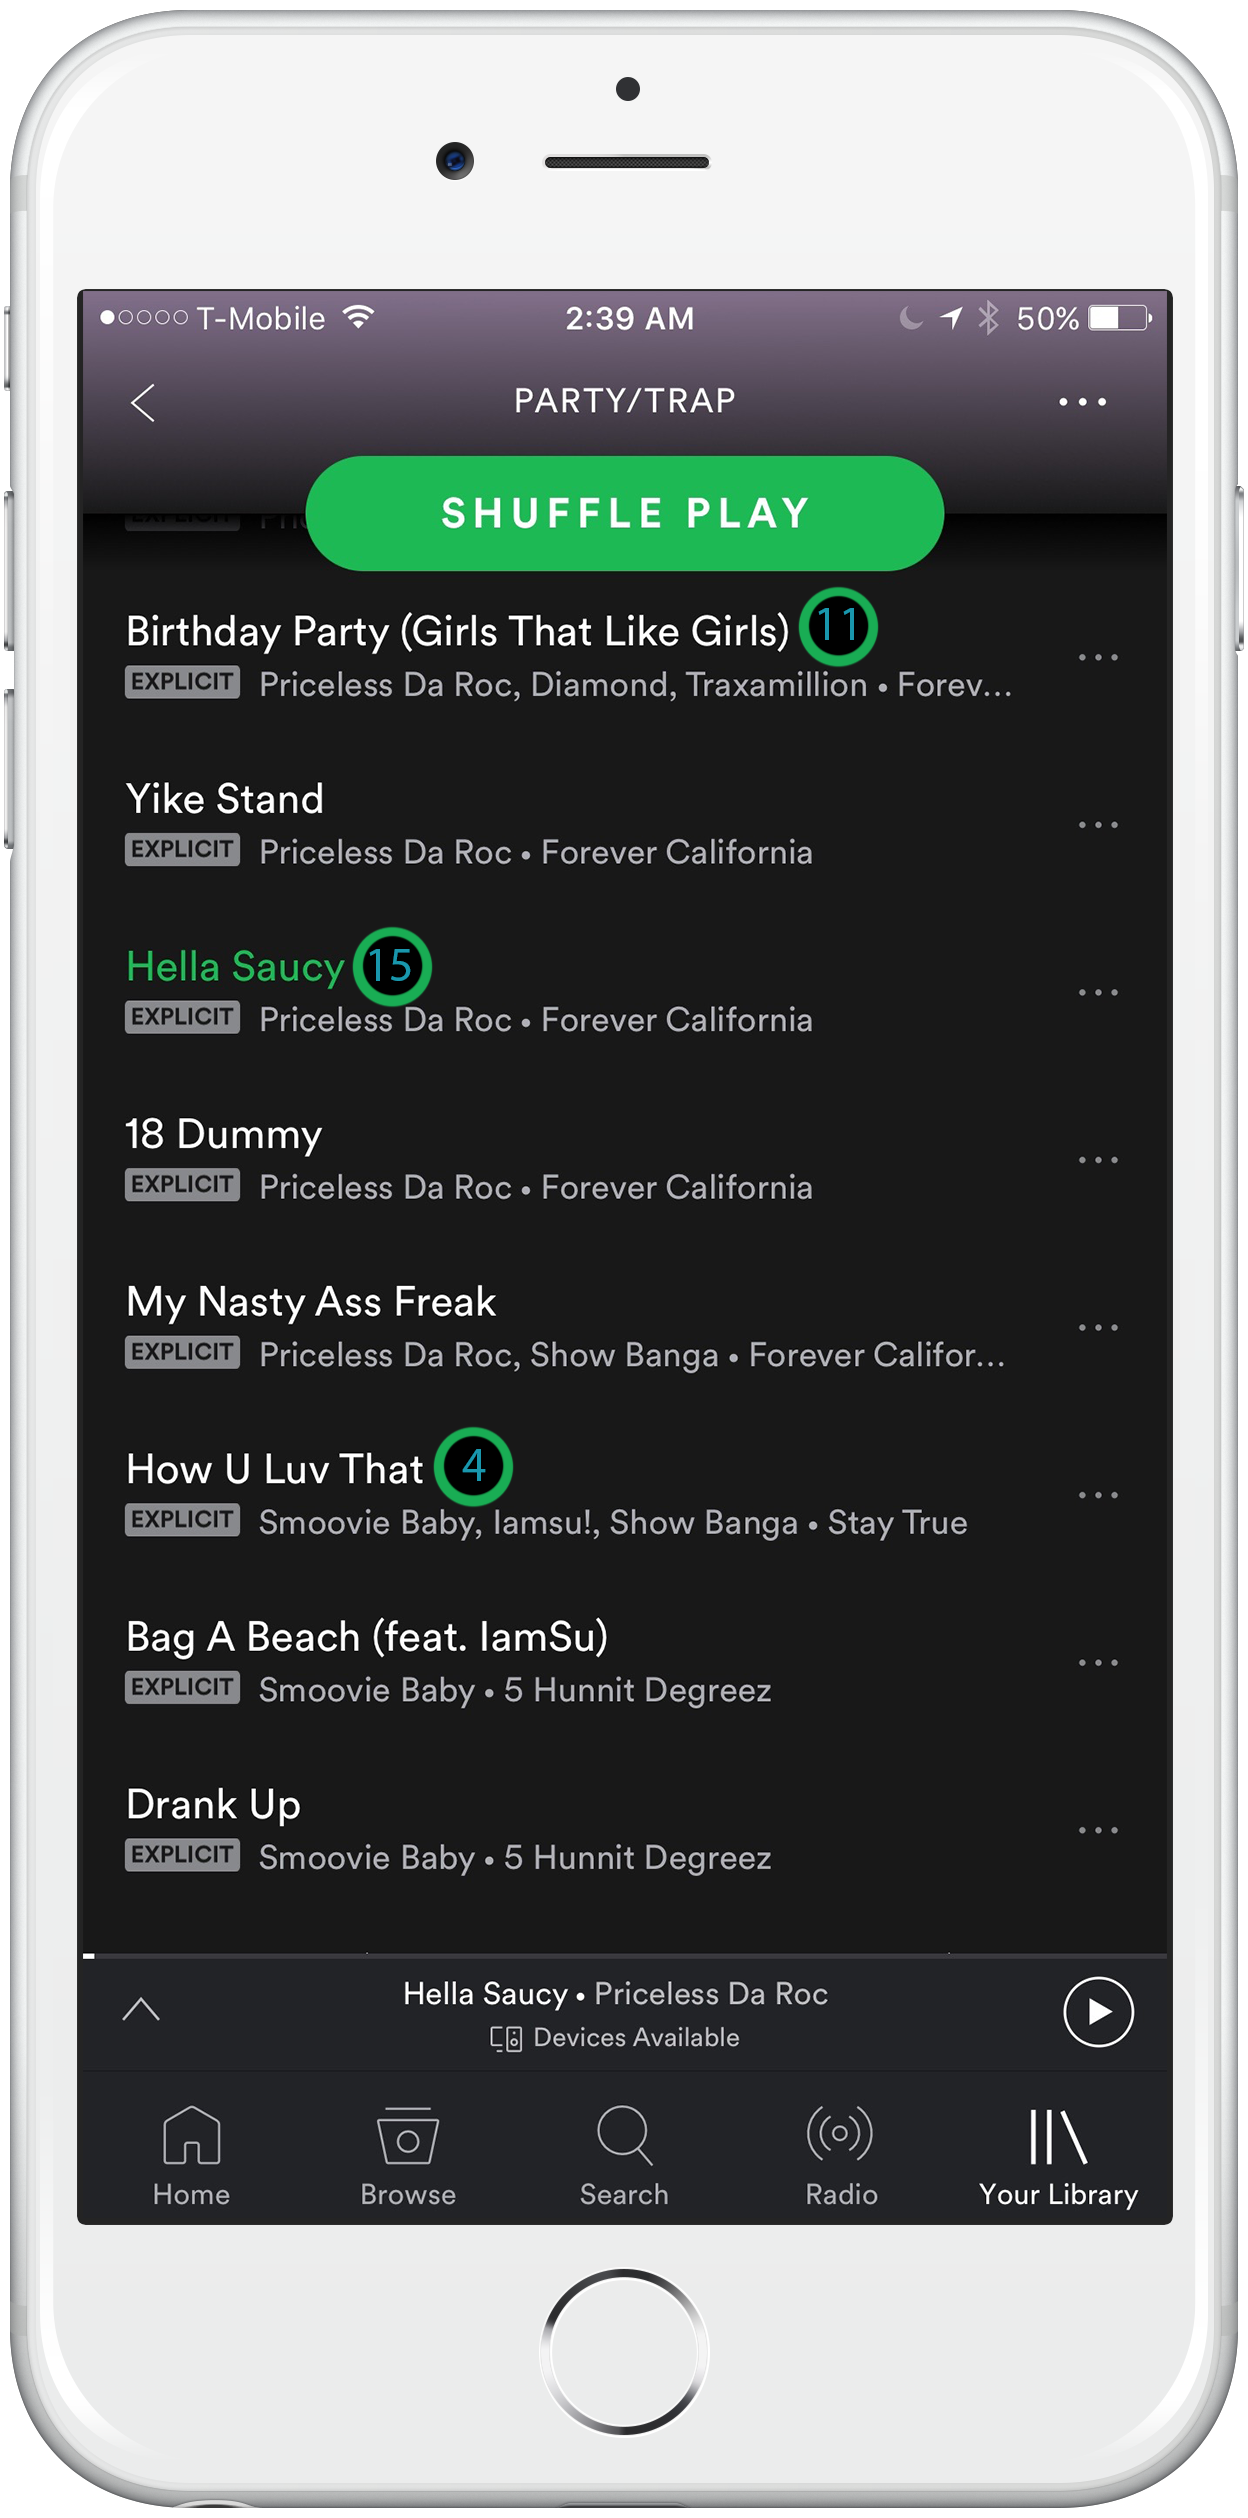 T-Mobile 2:39 AM 50%
PARTY/TRAP
SHUFFLE PLAY
Birthday Party (Girls That Like Girls) 11
EXPLICIT Priceless Da Roc, Diamond, Traxamillion • Forev...
Yike Stand
EXPLICIT Priceless Da Roc • Forever California
Hella Saucy 15
EXPLICIT Priceless Da Roc • Forever California
18 Dummy
EXPLICIT Priceless Da Roc • Forever California
My Nasty Ass Freak
EXPLICIT Priceless Da Roc, Show Banga • Forever Califor...
How U Luv That 4
EXPLICIT Smoovie Baby, Iamsu!, Show Banga • Stay True
Bag A Beach (feat. IamSu)
EXPLICIT Smoovie Baby • 5 Hunnit Degreez
Drank Up
EXPLICIT Smoovie Baby • 5 Hunnit Degreez
Hella Saucy • Priceless Da Roc
Devices Available
Home Browse Search Radio Your Library